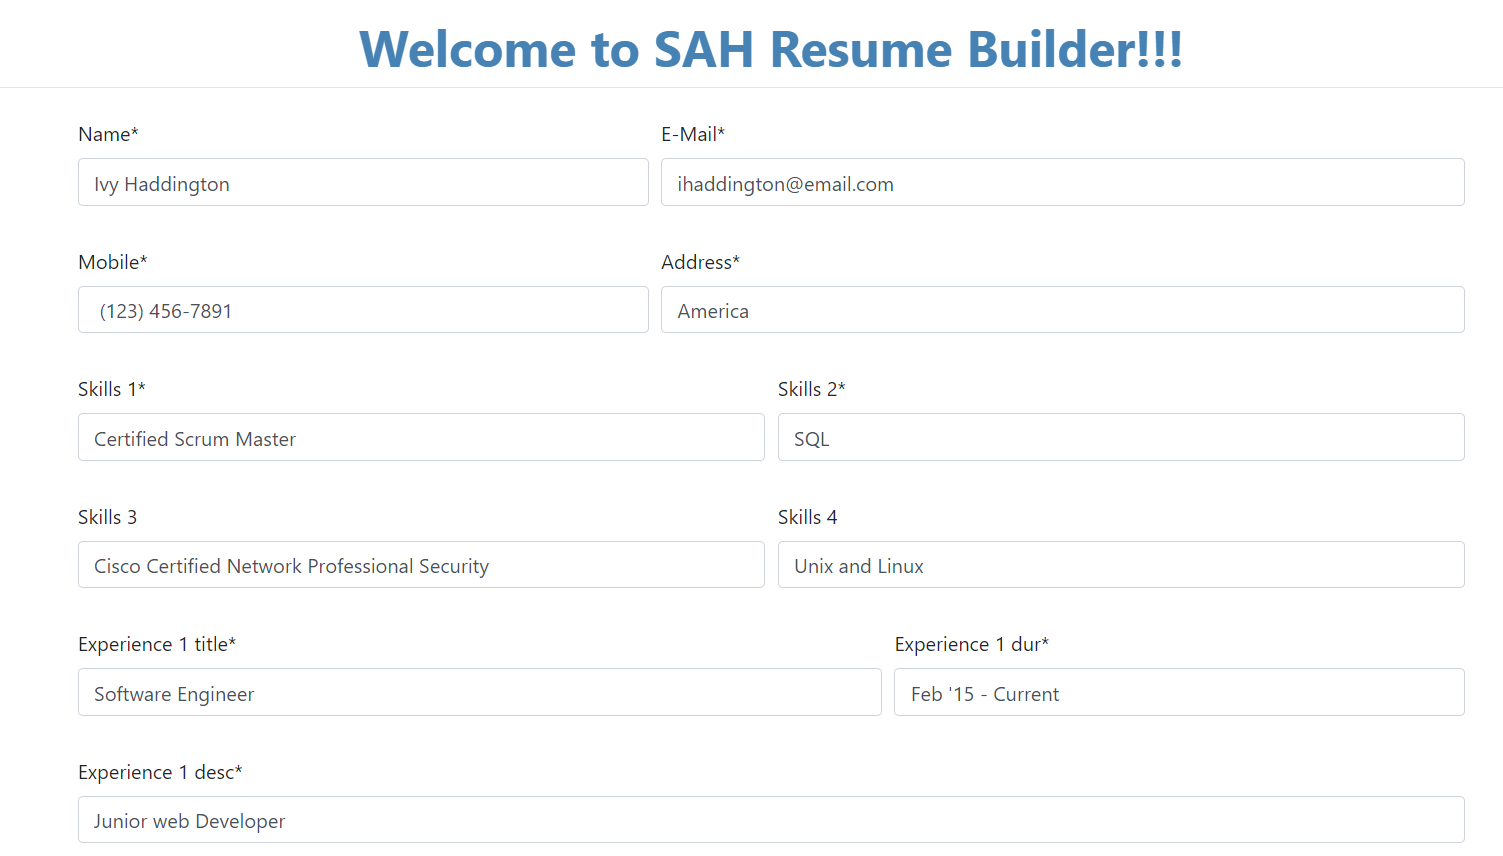 Welcome to SAH Resume Builder!!!
Name*
E-Mail*
Ivy Haddington
ihaddington@email.com
Mobile*
Address*
(123) 456-7891
America
Skills 1*
Skills 2*
Certified Scrum Master
SQL
Skills 3
Skills 4
Cisco Certified Network Professional Security
Unix and Linux
Experience 1 title*
Experience 1 dur*
Software Engineer
Feb '15 - Current
Experience 1 desc*
Junior web Developer